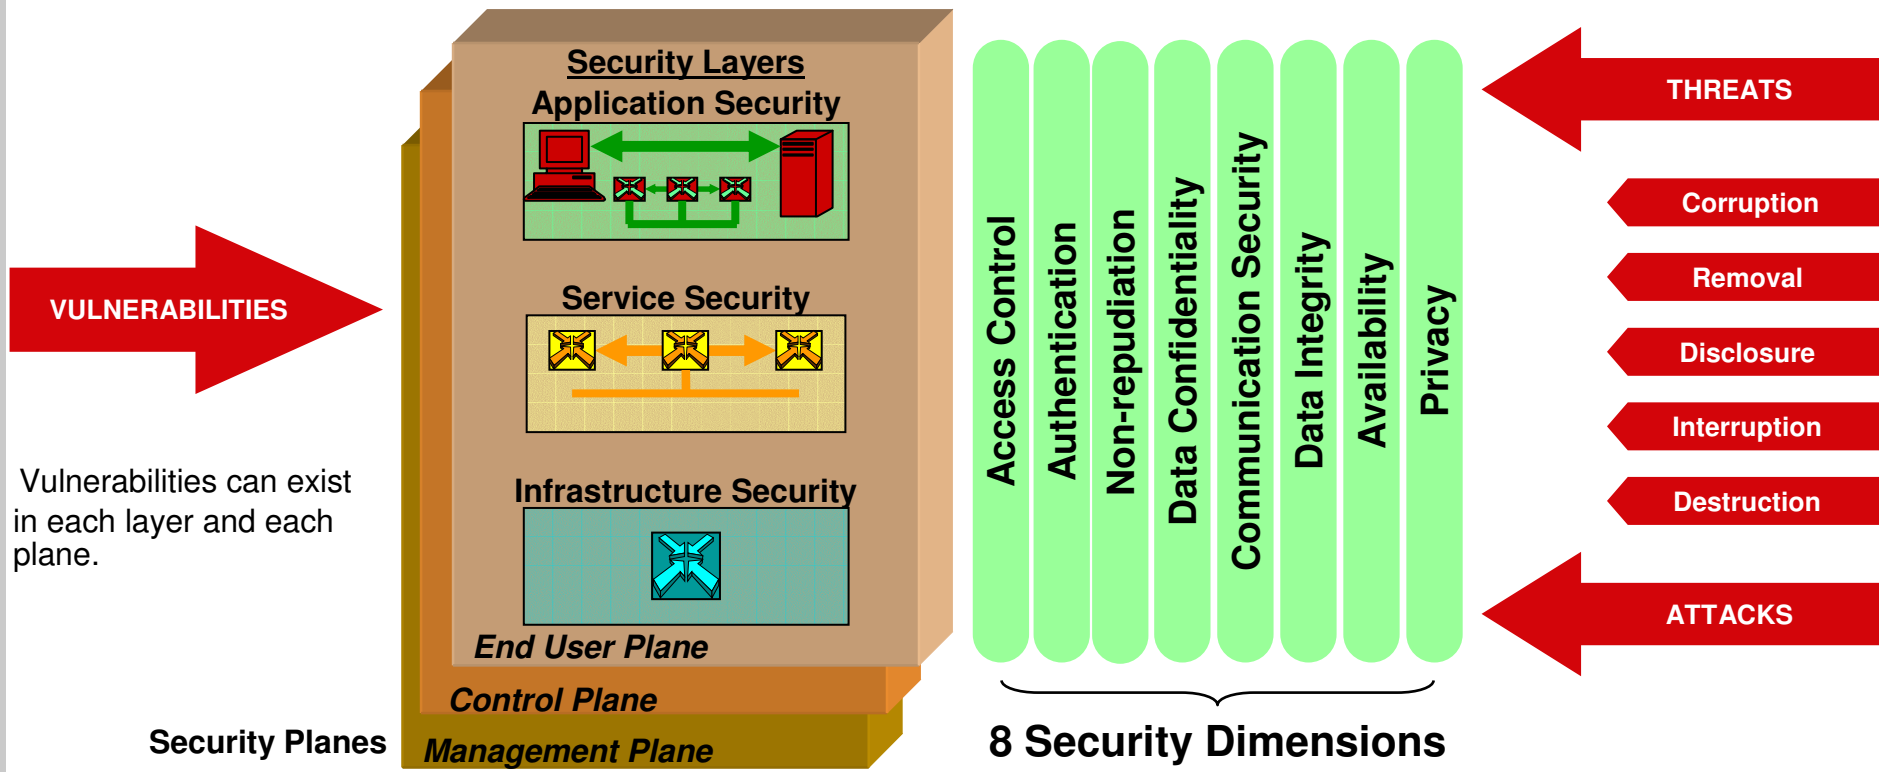 Security Layers
Application Security
Service Security
Infrastructure Security
End User Plane
Control Plane
Management Plane
Security Planes
VULNERABILITIES
Vulnerabilities can exist
in each layer and each
plane.
Access Control
Authentication
Non-repudiation
Data Confidentiality
Communication Security
Data Integrity
Availability
Privacy
8 Security Dimensions
THREATS
Corruption
Removal
Disclosure
Interruption
Destruction
ATTACKS